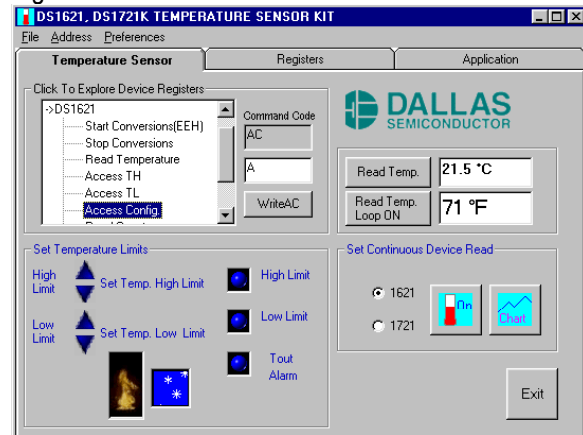 DS1621, DS1721K TEMPERATURE SENSOR KIT
File Address Preferences
Temperature Sensor Registers Application
Click To Explore Device Registers
->DS1621
Start Conversions(EEH)
Stop Conversions
Read Temperature
Access TH
Access TL
Access Config.
Command Code
AC
A
WriteAC
DALLAS
SEMICONDUCTOR
Read Temp.
21.5 °C
Read Temp.
Loop ON
71 °F
Set Temperature Limits
High
Limit
Set Temp. High Limit
High Limit
Low
Limit
Set Temp. Low Limit
Low Limit
Tout
Alarm
Set Continuous Device Read
1621
1721
On
Chart
Exit